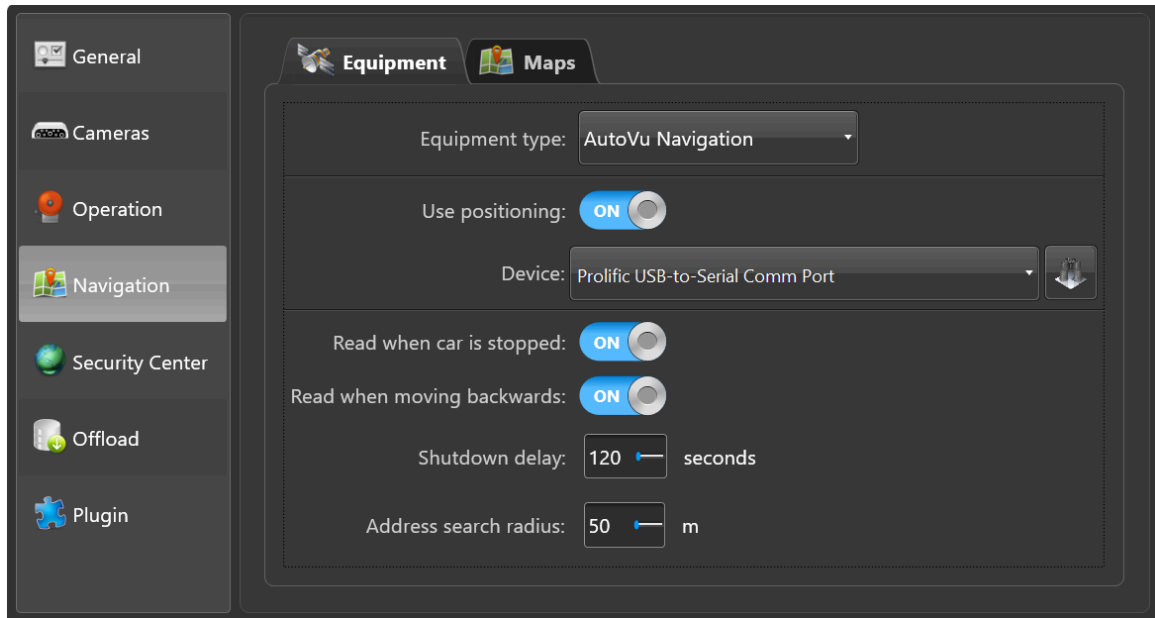 General
Cameras
Operation
Navigation
Security Center
Offload
Plugin
Equipment Maps
Equipment type: AutoVu Navigation
Use positioning: ON
Device: Prolific USB-to-Serial Comm Port
Read when car is stopped: ON
Read when moving backwards: ON
Shutdown delay: 120 seconds
Address search radius: 50 m